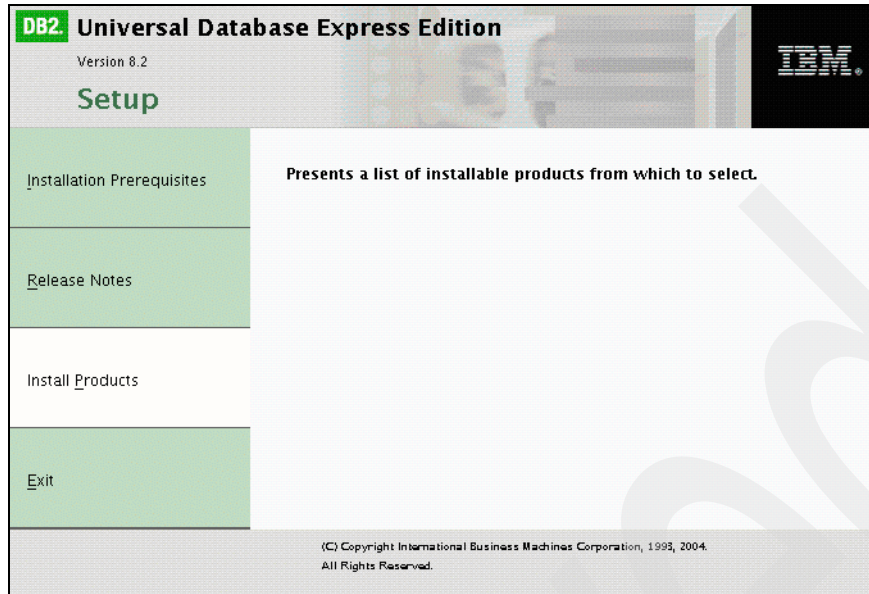 DB2. Universal Database Express Edition
Version 8.2
Setup
IBM.
Installation Prerequisites
Presents a list of installable products from which to select.
Release Notes
Install Products
Exit
(C) Copyright International Business Machines Corporation, 1993, 2004.
All Rights Reserved.